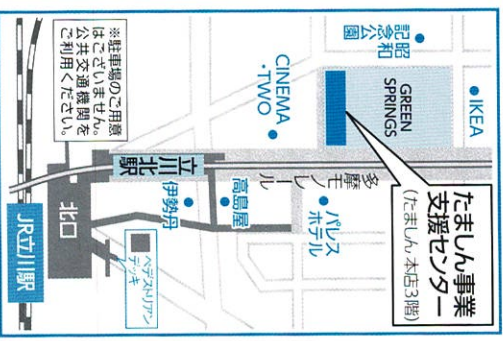 たましん事業
支援センター
(たましん本店3階)
IKEA
GREEN
SPRINGS
昭和
記念公園
CINEMA
・TWO
パレス
ホテル
多摩モノレール
高島屋
伊勢丹
立川北駅
北口
JR立川駅
ペデストリアン
デッキ
※駐車場のご用意
はございません。
公共交通機関を
ご利用ください。